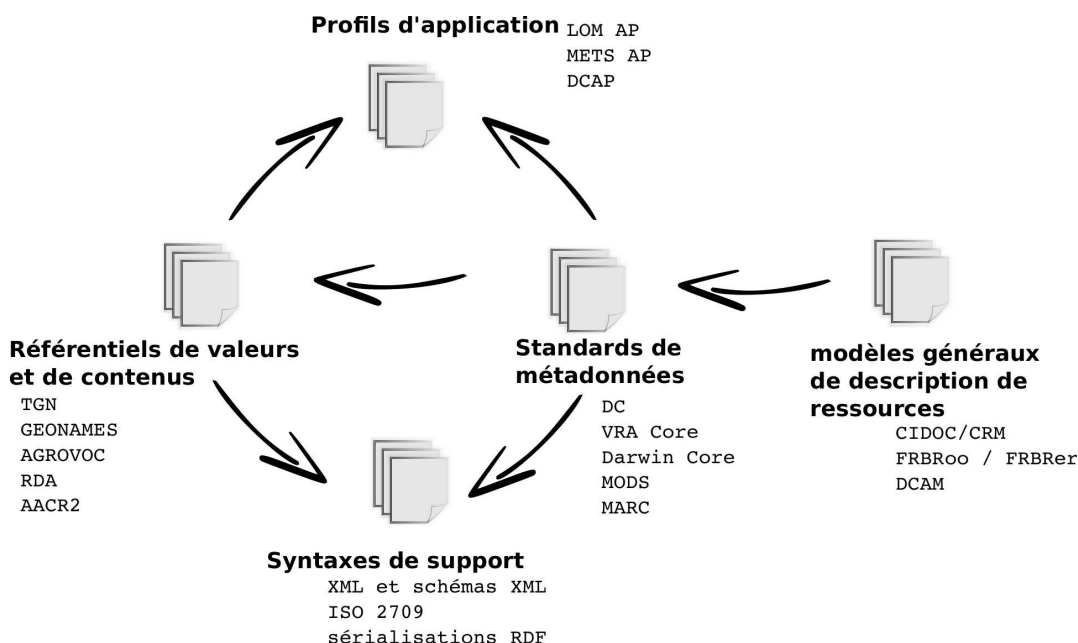 Profils d'application
LOM AP
METS AP
DCAP
Référentiels de valeurs
et de contenus
TGN
GEONAMES
AGROVOC
RDA
AACR2
Standards de
métadonnées
DC
VRA Core
Darwin Core
MODS
MARC
modèles généraux
de description de
ressources
CIDOC/CRM
FRBRoo / FRBRer
DCAM
Syntaxes de support
XML et schémas XML
ISO 2709
sérialisations RDF